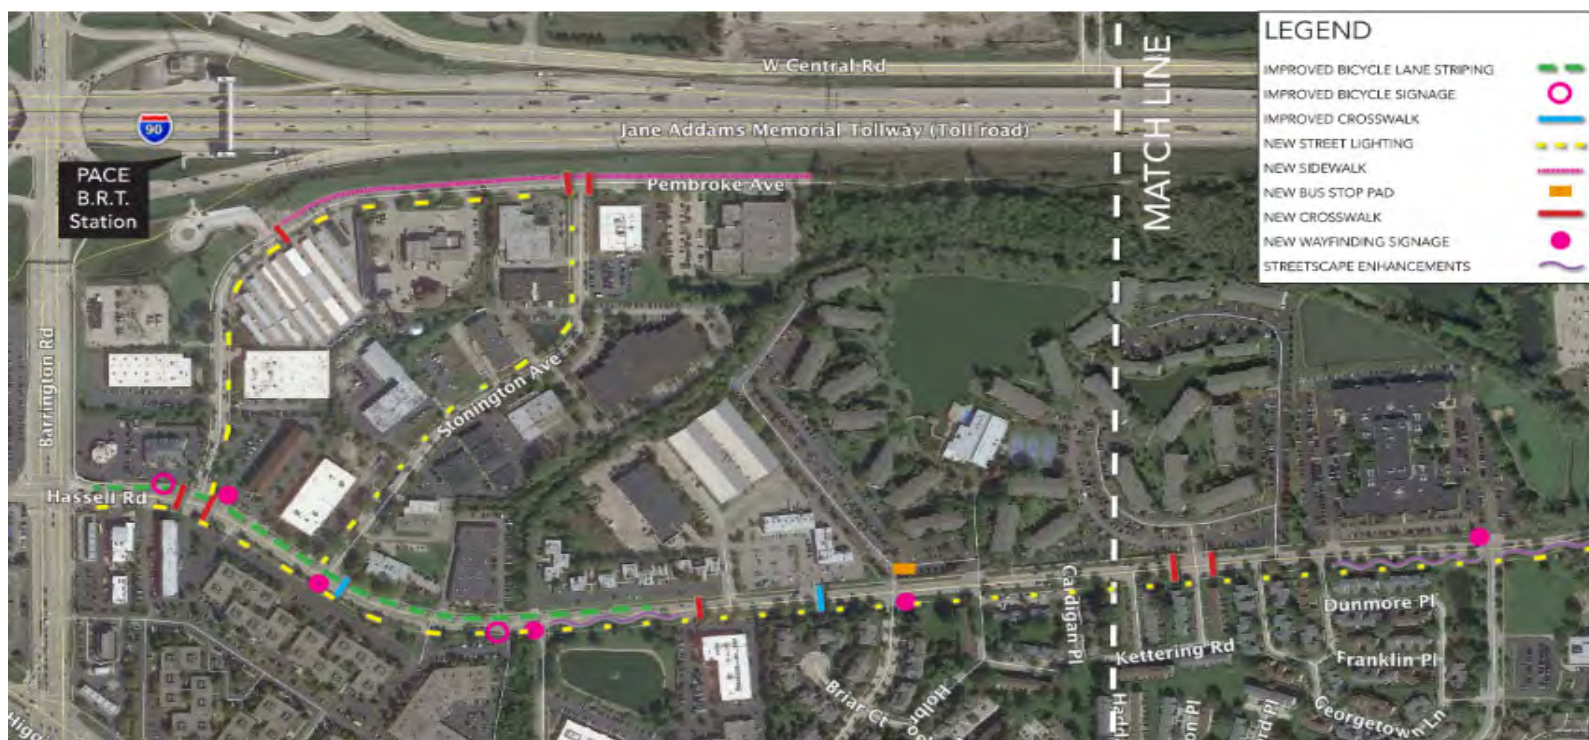 W Central Rd
Jane Addams Memorial Tollway (Toll road)
90
PACE
B.R.T.
Station
Pembroke Ave
MATCH LINE
LEGEND
IMPROVED BICYCLE LANE STRIPING
IMPROVED BICYCLE SIGNAGE
IMPROVED CROSSWALK
NEW STREET LIGHTING
NEW SIDEWALK
NEW BUS STOP PAD
NEW CROSSWALK
NEW WAYFINDING SIGNAGE
STREETSCAPE ENHANCEMENTS
Barrington Rd
Stonington Ave
Hassell Rd
Cardigan Pl
Dunmore Pl
Kettering Rd
Franklin Pl
Briar Ct
Georgetown Ln